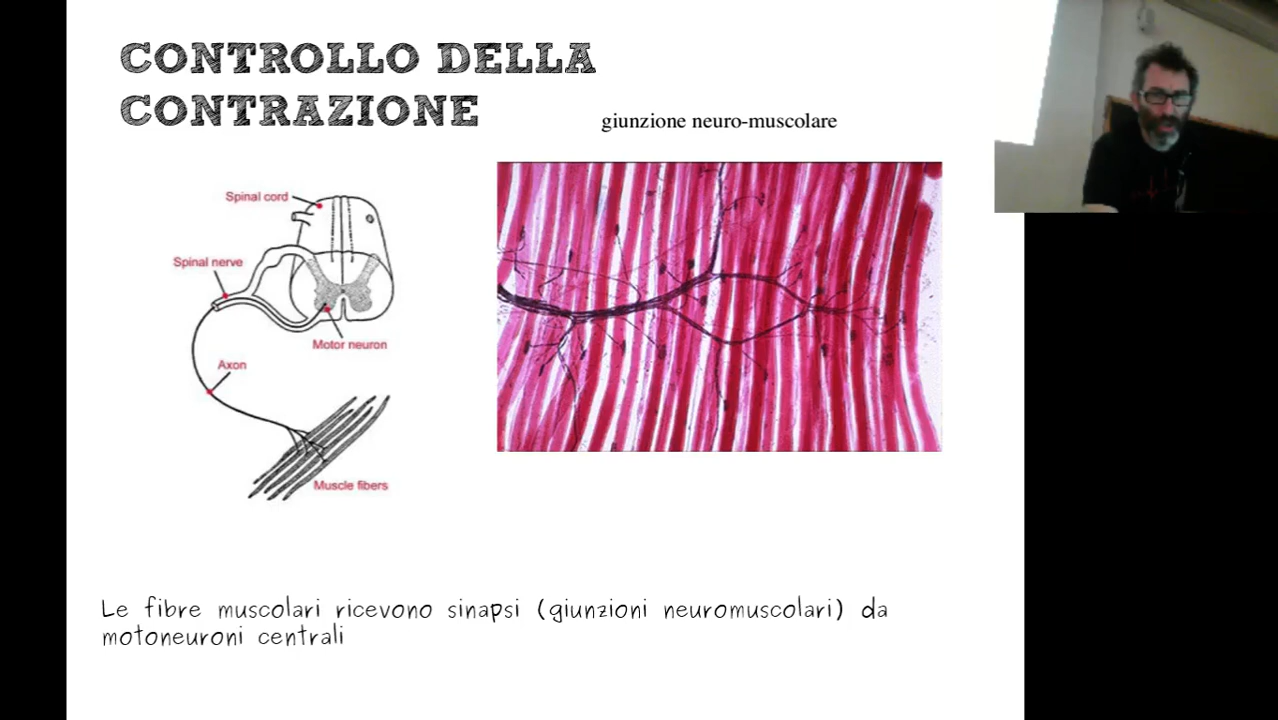 CONTROLLO DELLA
CONTRAZIONE
giunzione neuro-muscolare
Spinal cord
Spinal nerve
Motor neuron
Axon
Muscle fibers
Le fibre muscolari ricevono sinapsi (giunzioni neuromuscolari) da
motoneuroni centrali